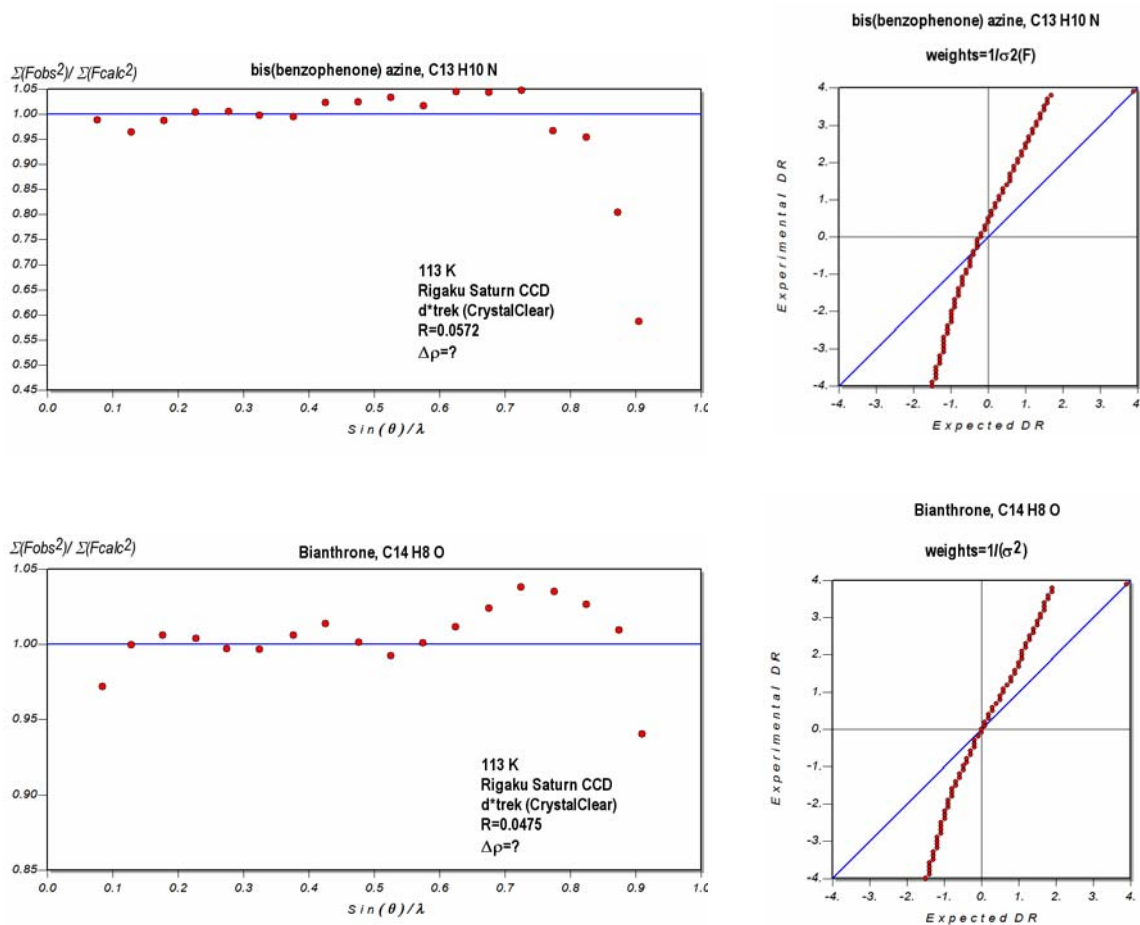 bis(benzophenone) azine, C13 H10 N
Σ(Fobs2)/ Σ(Fcalc2)
1.05
1.00
0.95
0.90
0.85
0.80
0.75
0.70
0.65
0.60
0.55
0.50
0.45
113 K
Rigaku Saturn CCD
d*trek (CrystalClear)
R=0.0572
Δρ=?
0.0 0.1 0.2 0.3 0.4 0.5 0.6 0.7 0.8 0.9 1.0
Sin(θ)/λ
bis(benzophenone) azine, C13 H10 N
weights=1/σ2(F)
Experimental DR
4.
3.
2.
1.
0.
-1.
-2.
-3.
-4.
-4. -3. -2. -1. 0. 1. 2. 3. 4
Expected DR
Σ(Fobs2)/ Σ(Fcalc2)
Bianthrone, C14 H8 O
1.05
1.00
0.95
0.90
0.85
113 K
Rigaku Saturn CCD
d*trek (CrystalClear)
R=0.0475
Δρ=?
0.0 0.1 0.2 0.3 0.4 0.5 0.6 0.7 0.8 0.9 1.0
Sin(θ)/λ
Bianthrone, C14 H8 O
weights=1/(σ2)
Experimental DR
4.
3.
2.
1.
0.
-1.
-2.
-3.
-4.
-4. -3. -2. -1. 0. 1. 2. 3. 4.
Expected DR